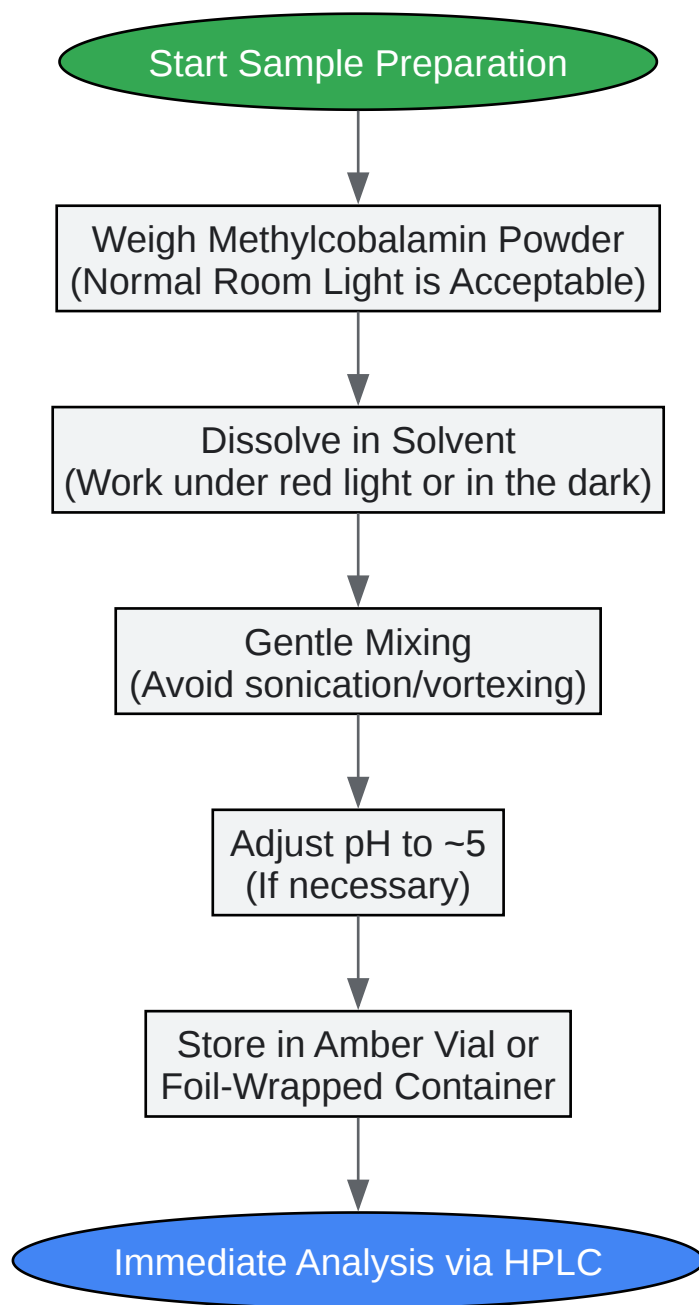 Start Sample Preparation
Weigh Methylcobalamin Powder
(Normal Room Light is Acceptable)
Dissolve in Solvent
(Work under red light or in the dark)
Gentle Mixing
(Avoid sonication/vortexing)
Adjust pH to ~5
(If necessary)
Store in Amber Vial or
Foil-Wrapped Container
Immediate Analysis via HPLC